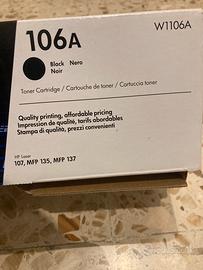 106A
W1106A
Black Nero
Noir
Toner Cartridge / Cartouche de toner / Cartuccia toner
Quality printing, affordable pricing
Impression de qualité, tarifs abordables
Stampa di qualità, prezzi convenienti
HP Laser
107, MFP 135, MFP 137